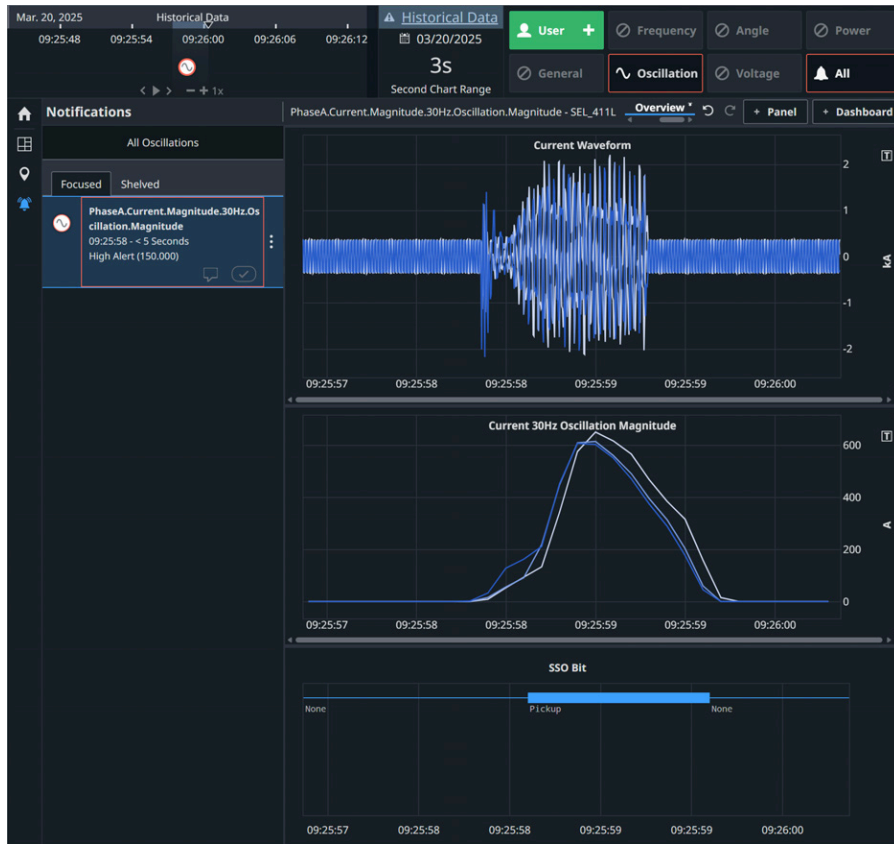 Mar. 20, 2025
Historical Data
09:25:48 09:25:54 09:26:00 09:26:06 09:26:12
1x
Historical Data
03/20/2025
3s
Second Chart Range
User +
Frequency
Angle
Power
General
Oscillation
Voltage
All
Notifications
All Oscillations
Focused Shelved
PhaseA.Current.Magnitude.30Hz.Os
cillation.Magnitude
09:25:58 - < 5 Seconds
High Alert (150.000)
PhaseA.Current.Magnitude.30Hz.Oscillation.Magnitude - SEL_411L
Overview
+ Panel
+ Dashboard
Current Waveform
T
2
1
0
-1
-2
kA
09:25:57 09:25:58 09:25:58 09:25:59 09:25:59 09:26:00
Current 30Hz Oscillation Magnitude
T
600
400
200
0
A
09:25:57 09:25:58 09:25:58 09:25:59 09:25:59 09:26:00
SSO Bit
None Pickup None
09:25:57 09:25:58 09:25:58 09:25:59 09:25:59 09:26:00